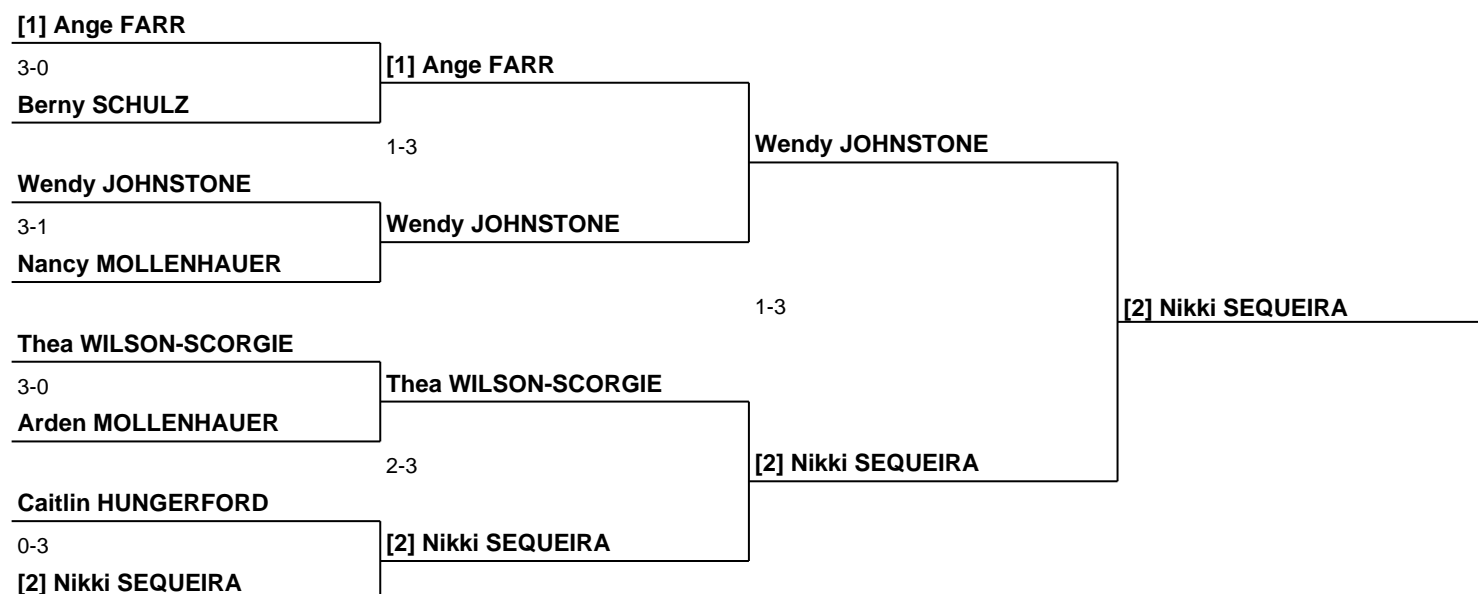 [1] Ange FARR
3-0
[1] Ange FARR
Berny SCHULZ
1-3
Wendy JOHNSTONE
Wendy JOHNSTONE
3-1
Wendy JOHNSTONE
Nancy MOLLENHAUER
1-3
[2] Nikki SEQUEIRA
Thea WILSON-SCORGIE
3-0
Thea WILSON-SCORGIE
Arden MOLLENHAUER
2-3
[2] Nikki SEQUEIRA
Caitlin HUNGERFORD
0-3
[2] Nikki SEQUEIRA
[2] Nikki SEQUEIRA